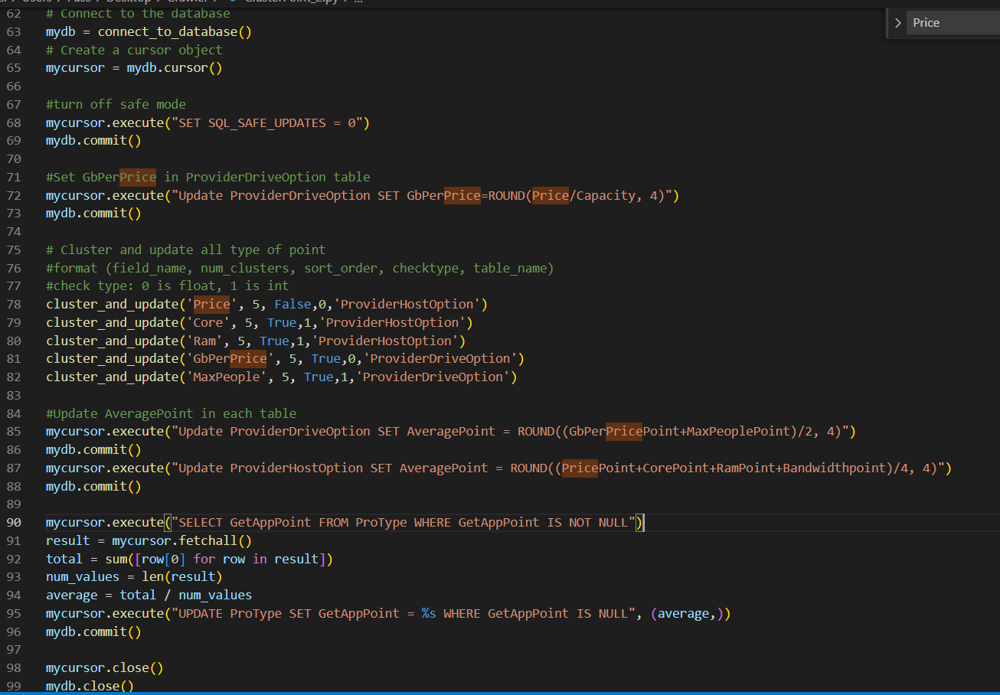 62 # Connect to the database
63 mydb = connect_to_database()
64 # Create a cursor object
65 mycursor = mydb.cursor()
66
67 #turn off safe mode
68 mycursor.execute("SET SQL_SAFE_UPDATES = 0")
69 mydb.commit()
70
71 #Set GbPerPrice in ProviderDriveOption table
72 mycursor.execute("Update ProviderDriveOption SET GbPerPrice=ROUND(Price/Capacity, 4)")
73 mydb.commit()
74
75 # Cluster and update all type of point
76 #format (field_name, num_clusters, sort_order, checktype, table_name)
77 #check type: 0 is float, 1 is int
78 cluster_and_update('Price', 5, False,0,'ProviderHostOption')
79 cluster_and_update('Core', 5, True,1,'ProviderHostOption')
80 cluster_and_update('Ram', 5, True,1,'ProviderHostOption')
81 cluster_and_update('GbPerPrice', 5, True,0,'ProviderDriveOption')
82 cluster_and_update('MaxPeople', 5, True,1,'ProviderDriveOption')
83
84 #Update AveragePoint in each table
85 mycursor.execute("Update ProviderDriveOption SET AveragePoint = ROUND((GbPerPricePoint+MaxPeoplePoint)/2, 4)")
86 mydb.commit()
87 mycursor.execute("Update ProviderHostOption SET AveragePoint = ROUND((PricePoint+CorePoint+RamPoint+Bandwidthpoint)/4, 4)")
88 mydb.commit()
89
90 mycursor.execute("SELECT GetAppPoint FROM ProType WHERE GetAppPoint IS NOT NULL")
91 result = mycursor.fetchall()
92 total = sum([row[0] for row in result])
93 num_values = len(result)
94 average = total / num_values
95 mycursor.execute("UPDATE ProType SET GetAppPoint = %s WHERE GetAppPoint IS NULL", (average,))
96 mydb.commit()
97
98 mycursor.close()
99 mydb.close()
> Price